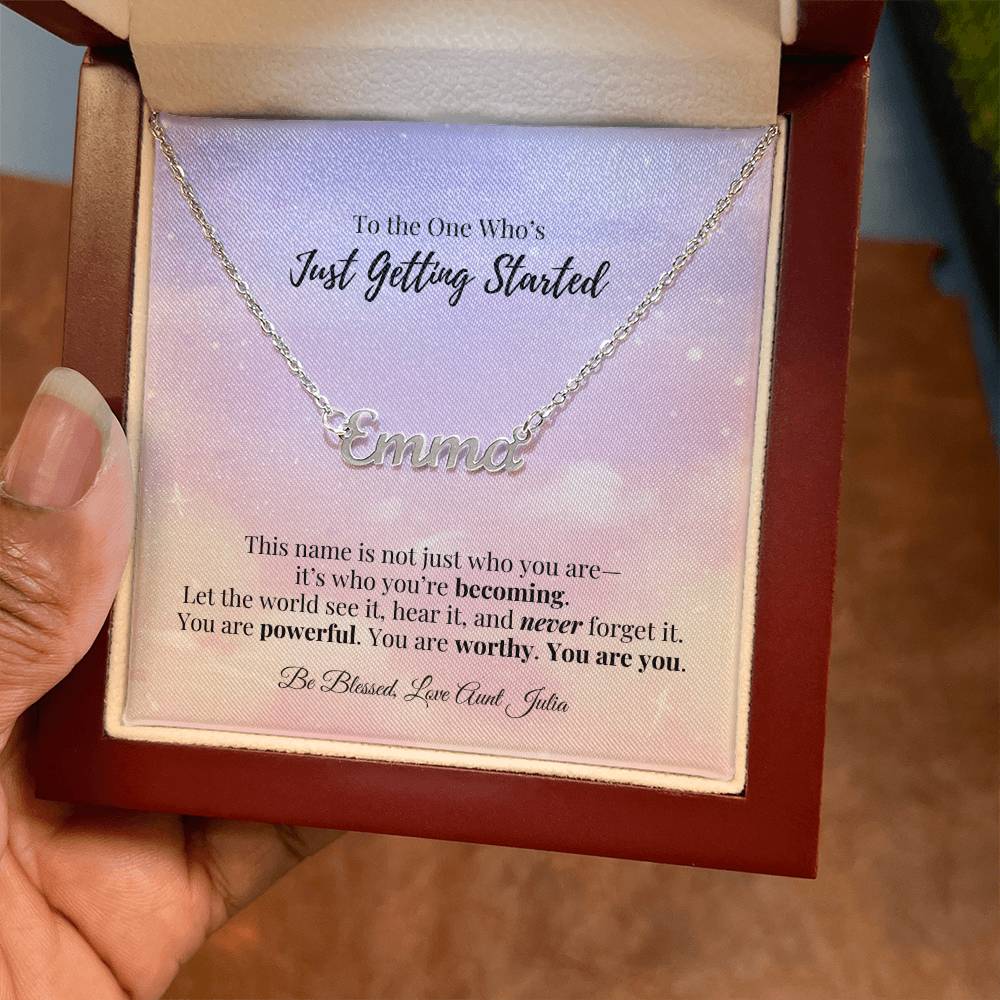 To the One Who's
Just Getting Started
Emma
This name is not just who you are—
it's who you're becoming.
Let the world see it, hear it, and never forget it.
You are powerful. You are worthy. You are you.
Be Blessed, Love Aunt Julia